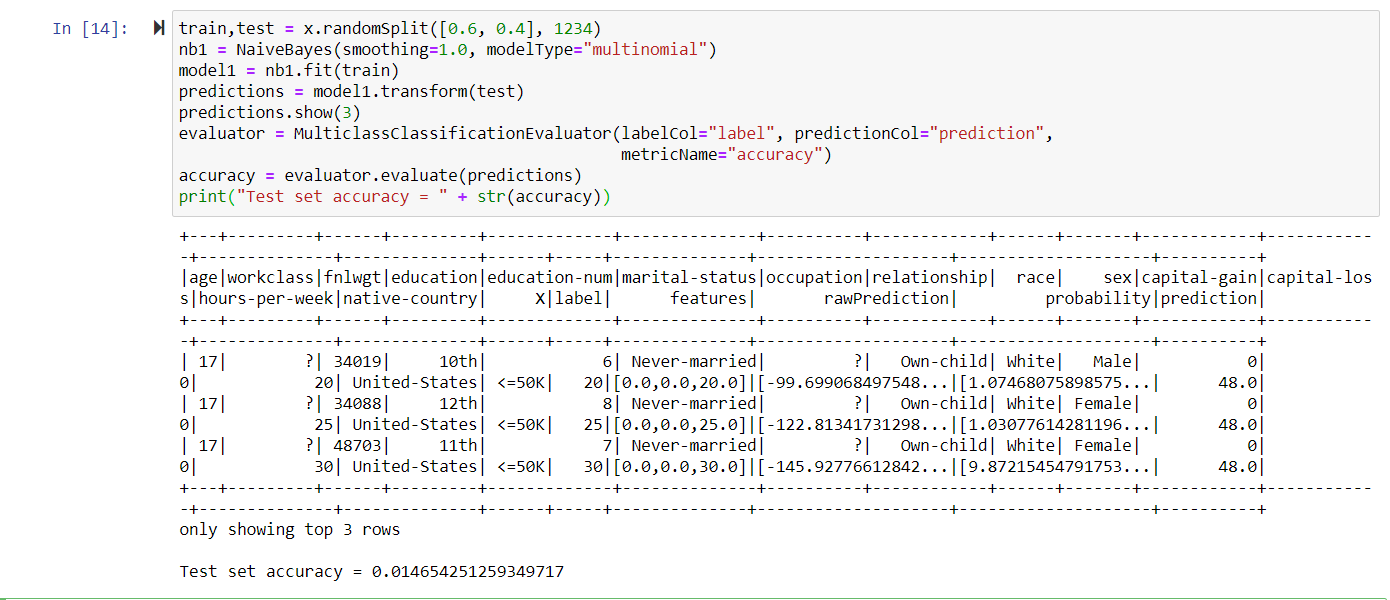 In [14]: train,test = x.randomSplit([0.6, 0.4], 1234)
nb1 = NaiveBayes(smoothing=1.0, modelType="multinomial")
model1 = nb1.fit(train)
predictions = model1.transform(test)
predictions.show(3)
evaluator = MulticlassClassificationEvaluator(labelCol="label", predictionCol="prediction",
metricName="accuracy")
accuracy = evaluator.evaluate(predictions)
print("Test set accuracy = " + str(accuracy))
+---+---------+------+---------+-------------+--------------+----------+------------+------+-------+------------+-----------
-+--------------+--------------+------+-----+--------------+--------------------+--------------------+----------+
|age|workclass|fnlwgt|education|education-num|marital-status|occupation|relationship|  race|    sex|capital-gain|capital-los
s|hours-per-week|native-country|     X|label|      features|       rawPrediction|         probability|prediction|
+---+---------+------+---------+-------------+--------------+----------+------------+------+-------+------------+-----------
-+--------------+--------------+------+-----+--------------+--------------------+--------------------+----------+
| 17|        ?| 34019|     10th|            6| Never-married|         ?|   Own-child| White|   Male|           0|
0|            20| United-States| <=50K|   20|[0.0,0.0,20.0]|[-99.699068497548...|[1.07468075898575...|      48.0|
| 17|        ?| 34088|     12th|            8| Never-married|         ?|   Own-child| White| Female|           0|
0|            25| United-States| <=50K|   25|[0.0,0.0,25.0]|[-122.81341731298...|[1.03077614281196...|      48.0|
| 17|        ?| 48703|     11th|            7| Never-married|         ?|   Own-child| White| Female|           0|
0|            30| United-States| <=50K|   30|[0.0,0.0,30.0]|[-145.92776612842...|[9.87215454791753...|      48.0|
+---+---------+------+---------+-------------+--------------+----------+------------+------+-------+------------+-----------
-+--------------+--------------+------+-----+--------------+--------------------+--------------------+----------+
only showing top 3 rows
Test set accuracy = 0.014654251259349717